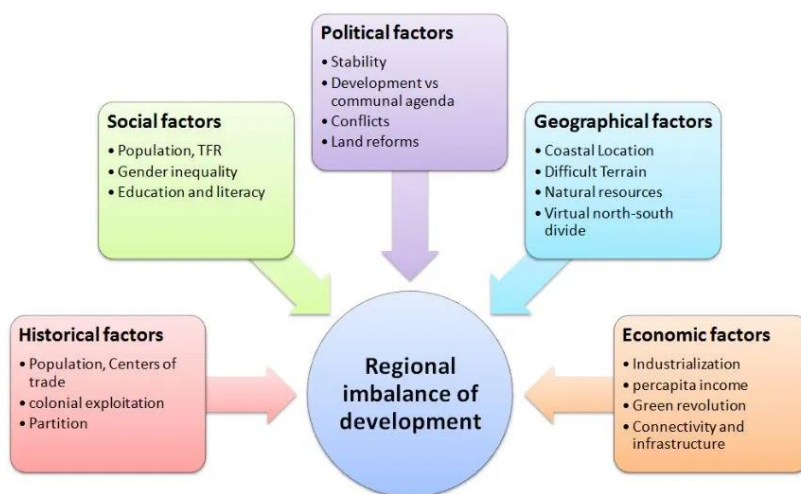 Political factors
• Stability
• Development vs
communal agenda
• Conflicts
• Land reforms
Social factors
• Population, TFR
• Gender inequality
• Education and literacy
Geographical factors
• Coastal Location
• Difficult Terrain
• Natural resources
• Virtual north-south
divide
Historical factors
• Population, Centers of
trade
• colonial exploitation
• Partition
Regional
imbalance of
development
Economic factors
• Industrialization
• percapita income
• Green revolution
• Connectivity and
infrastructure